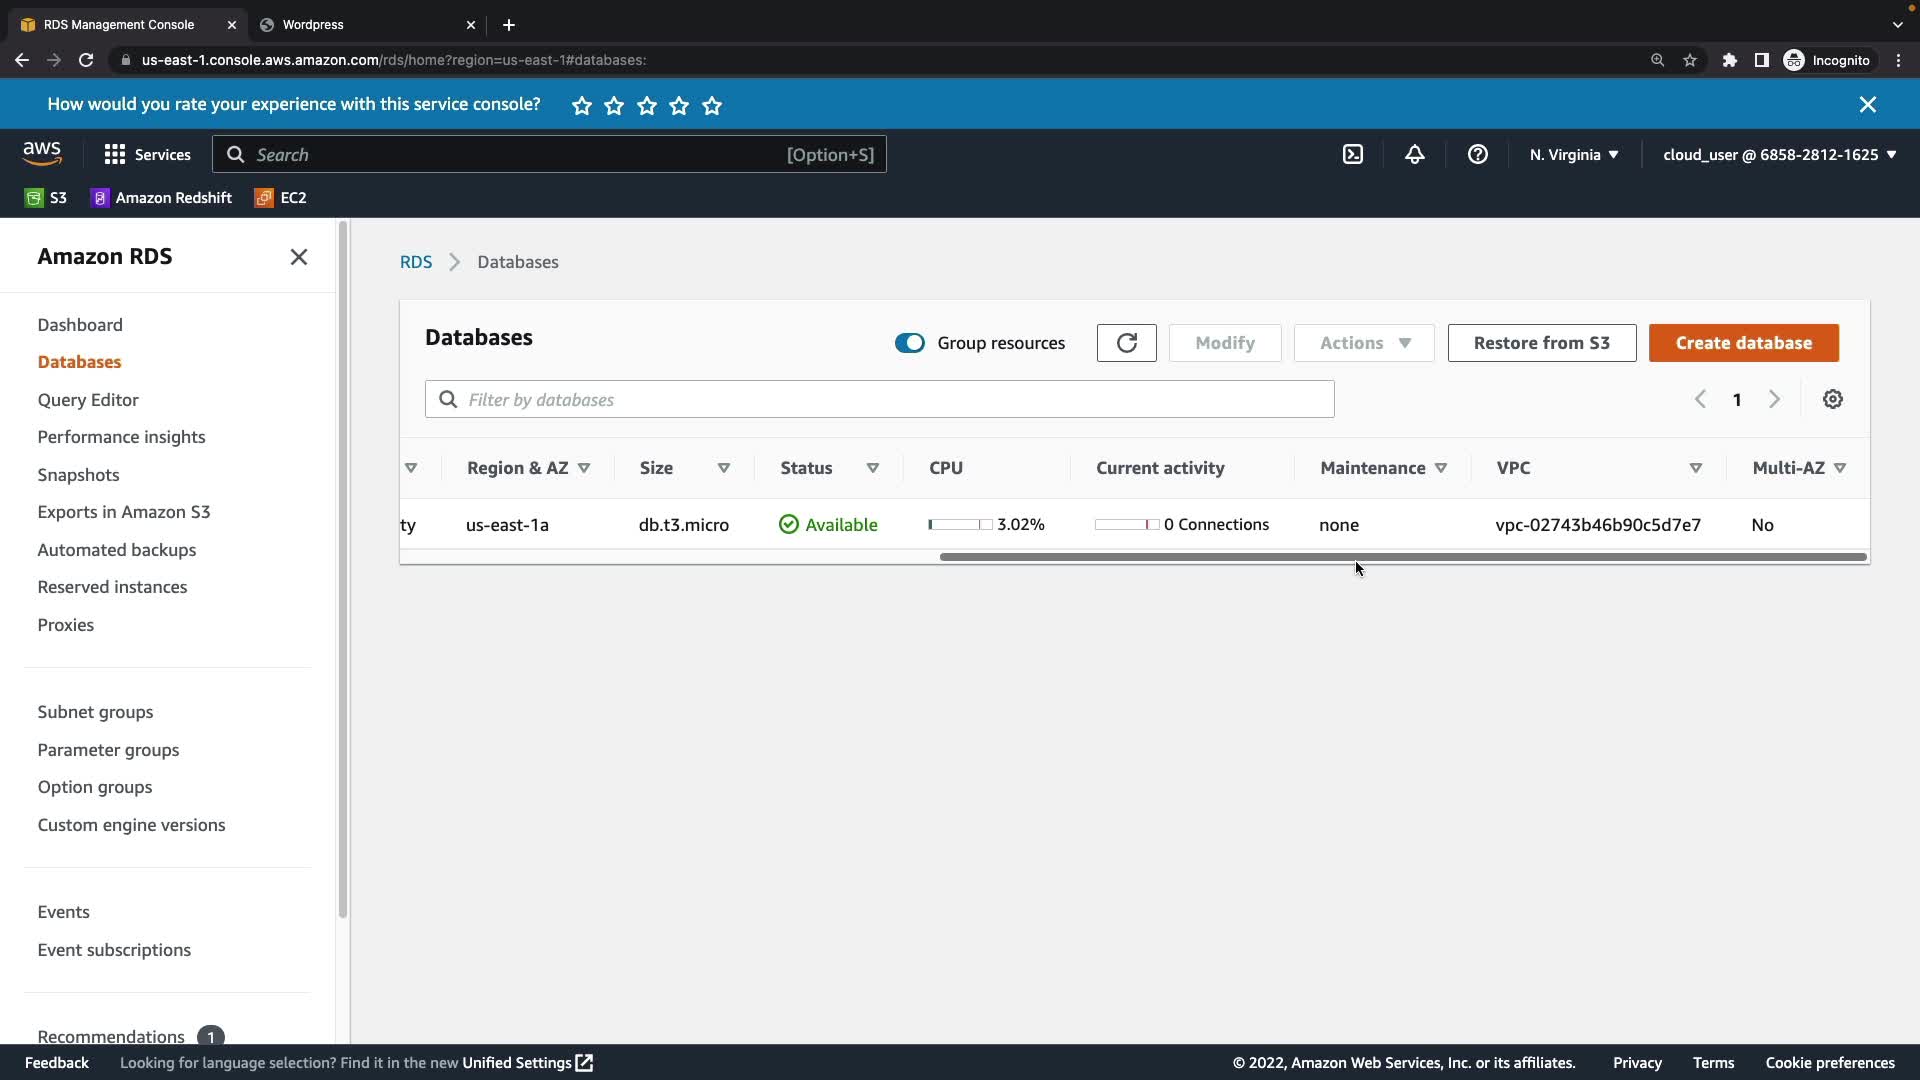 RDS Management Console
Wordpress
us-east-1.console.aws.amazon.com/rds/home?region=us-east-1#databases:
Incognito
How would you rate your experience with this service console?
aws
Services
Search
[Option+S]
N. Virginia
cloud_user @ 6858-2812-1625
S3
Amazon Redshift
EC2
Amazon RDS
Dashboard
Databases
Query Editor
Performance insights
Snapshots
Exports in Amazon S3
Automated backups
Reserved instances
Proxies
Subnet groups
Parameter groups
Option groups
Custom engine versions
Events
Event subscriptions
Recommendations 1
RDS > Databases
Databases
Group resources
Modify
Actions
Restore from S3
Create database
Filter by databases
1
Region & AZ Size Status CPU Current activity Maintenance VPC Multi-AZ
ty us-east-1a db.t3.micro Available 3.02% 0 Connections none vpc-02743b46b90c5d7e7 No
Feedback Looking for language selection? Find it in the new Unified Settings
© 2022, Amazon Web Services, Inc. or its affiliates. Privacy Terms Cookie preferences